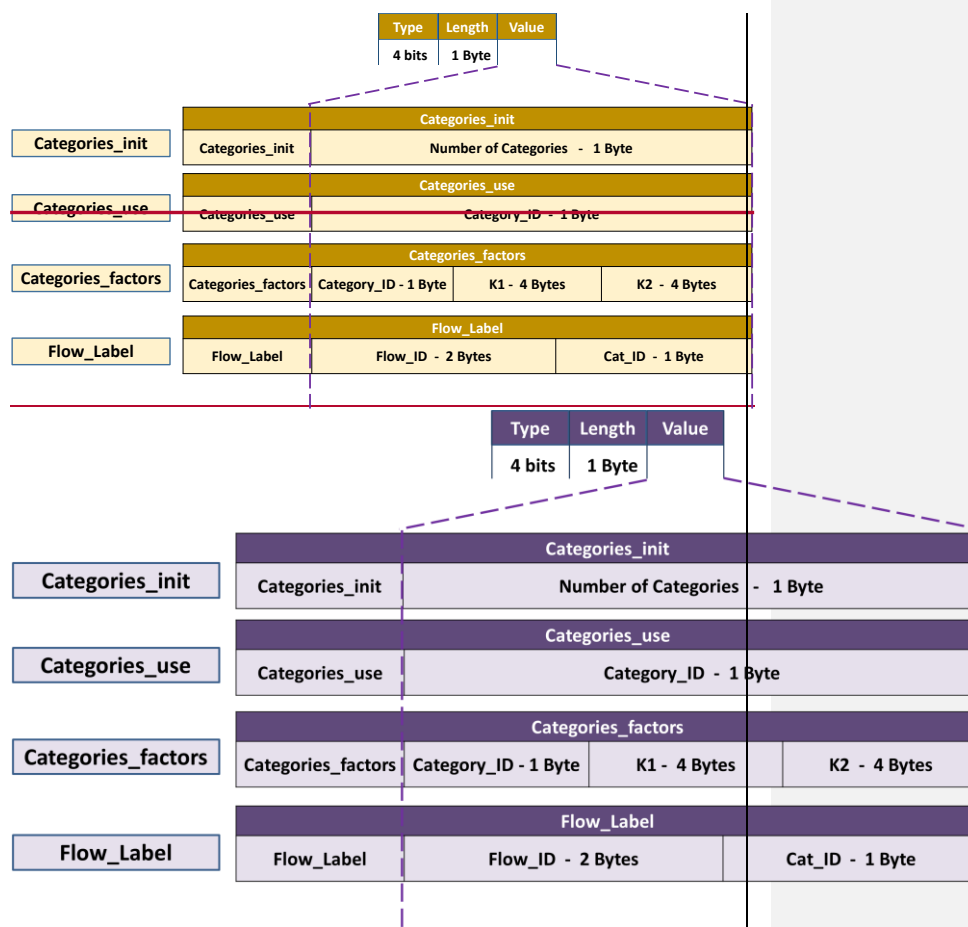 Type Length Value
4 bits 1 Byte
Categories_init
Categories_init
Categories_init Number of Categories - 1 Byte
Categories_use
Categories_use
Categories_use Category_ID - 1 Byte
Categories_factors
Categories_factors
Categories_factors Category_ID - 1 Byte K1 - 4 Bytes K2 - 4 Bytes
Flow_Label
Flow_Label
Flow_Label Flow_ID - 2 Bytes Cat_ID - 1 Byte
Type Length Value
4 bits 1 Byte
Categories_init
Categories_init
Categories_init Number of Categories - 1 Byte
Categories_use
Categories_use
Categories_use Category_ID - 1 Byte
Categories_factors
Categories_factors
Categories_factors Category_ID - 1 Byte K1 - 4 Bytes K2 - 4 Bytes
Flow_Label
Flow_Label
Flow_Label Flow_ID - 2 Bytes Cat_ID - 1 Byte